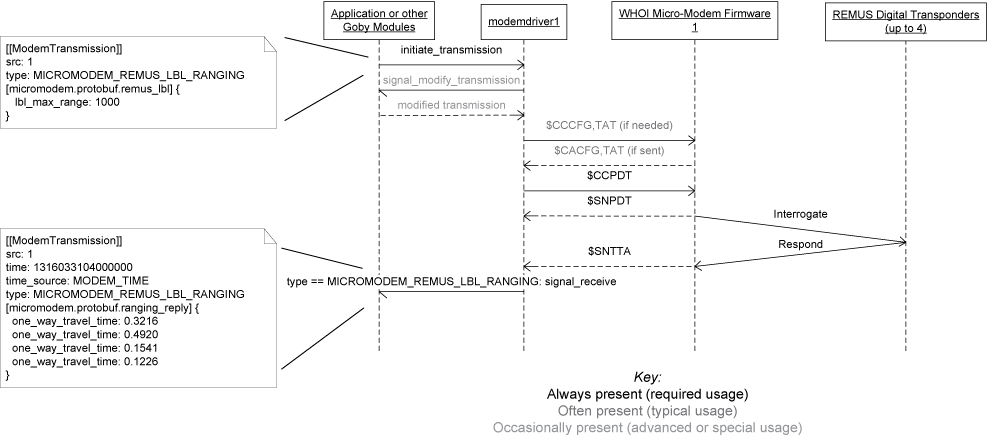 Application or other
Goby Modules
modemdriver1
WHOI Micro-Modem Firmware
1
REMUS Digital Transponders
(up to 4)
[[ModemTransmission]]
src: 1
type: MICROMODEM_REMUS_LBL_RANGING
[micromodem.protobuf.remus_lbl] {
lbl_max_range: 1000
}
initiate_transmission
signal_modify_transmission
modified transmission
$CCCFG,TAT (if needed)
$CACFG,TAT (if sent)
$CCPDT
$SNPDT
Interrogate
Respond
$SNTTA
type == MICROMODEM_REMUS_LBL_RANGING: signal_receive
[[ModemTransmission]]
src: 1
time: 1316033104000000
time_source: MODEM_TIME
type: MICROMODEM_REMUS_LBL_RANGING
[micromodem.protobuf.ranging_reply] {
one_way_travel_time: 0.3216
one_way_travel_time: 0.4920
one_way_travel_time: 0.1541
one_way_travel_time: 0.1226
}
Key:
Always present (required usage)
Often present (typical usage)
Occasionally present (advanced or special usage)